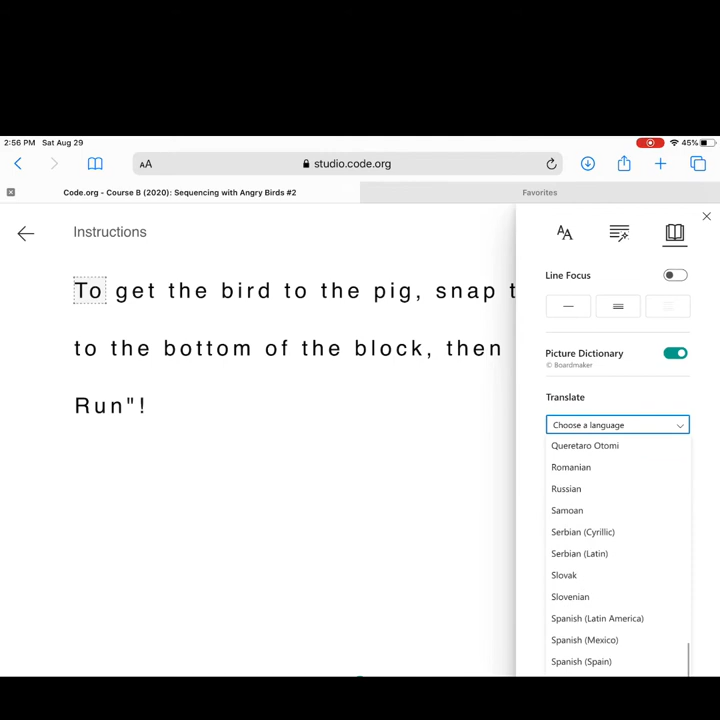 2:56 PM Sat Aug 29
45%
AA
studio.code.org
Code.org - Course B (2020): Sequencing with Angry Birds #2
Favorites
Instructions
To get the bird to the pig, snap t
to the bottom of the block, then
Run"!
AA
Line Focus
Picture Dictionary
© Boardmaker
Translate
Choose a language
Queretaro Otomi
Romanian
Russian
Samoan
Serbian (Cyrillic)
Serbian (Latin)
Slovak
Slovenian
Spanish (Latin America)
Spanish (Mexico)
Spanish (Spain)